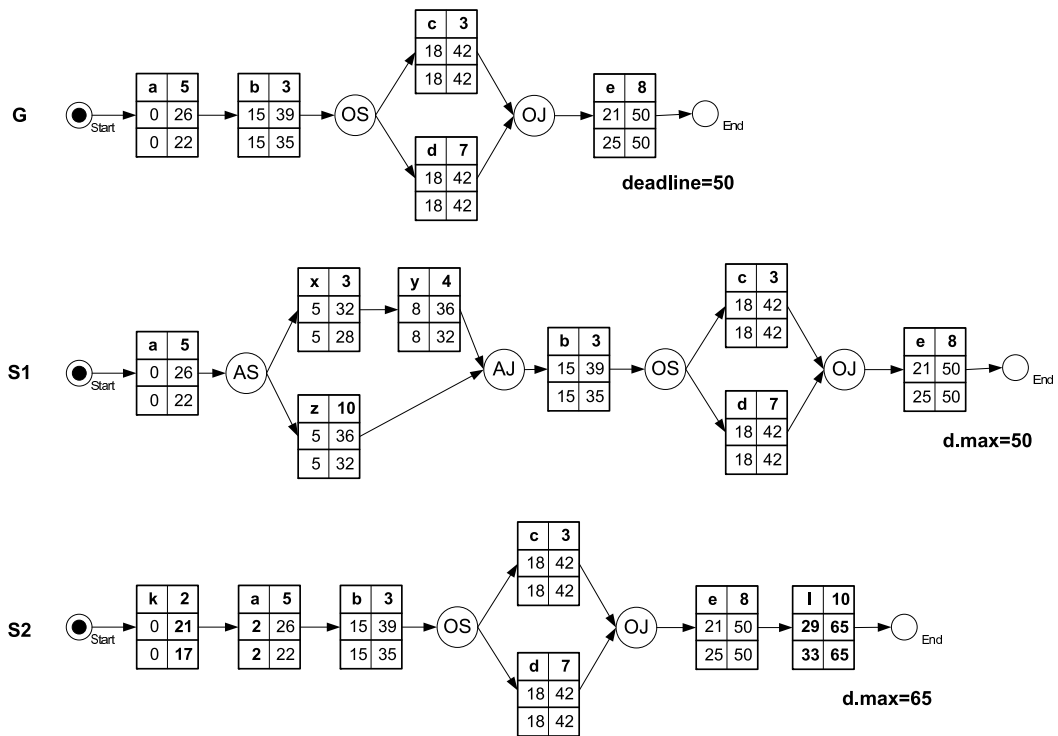 c 3
18 42
18 42
G
Start
a 5
0 26
0 22
b 3
15 39
15 35
OS
OJ
e 8
21 50
25 50
End
d 7
18 42
18 42
deadline=50
S1
Start
a 5
0 26
0 22
AS
x 3
5 32
5 28
y 4
8 36
8 32
z 10
5 36
5 32
AJ
b 3
15 39
15 35
OS
c 3
18 42
18 42
d 7
18 42
18 42
OJ
e 8
21 50
25 50
End
d.max=50
S2
Start
k 2
0 21
0 17
a 5
2 26
2 22
b 3
15 39
15 35
OS
c 3
18 42
18 42
d 7
18 42
18 42
OJ
e 8
21 50
25 50
l 10
29 65
33 65
End
d.max=65